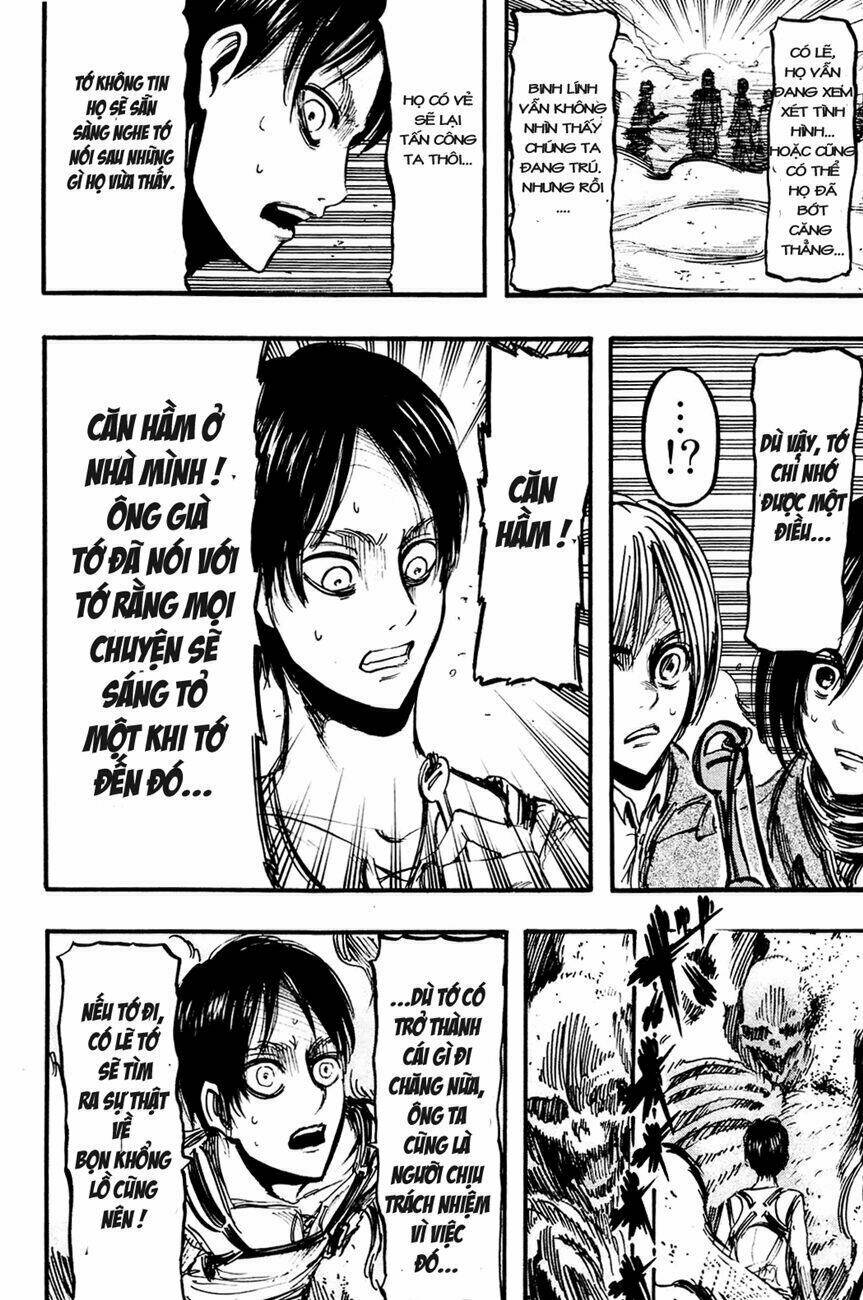 CÓ LẼ,
HỌ VẪN
ĐANG XEM
XÉT TÌNH
HÌNH...
HOẶC CŨNG
CÓ THỂ
HỌ ĐÃ
BỚT
CĂNG
THẲNG...
BINH LÍNH
VẪN KHÔNG
NHÌN THẤY
CHÚNG TA
ĐANG TRÚ.
NHƯNG RỒI
....
HỌ CÓ VẺ
SẼ LẠI
TẤN CÔNG
TA THÔI...
TỚ KHÔNG TIN
HỌ SẼ SẴN
SÀNG NGHE TỚ
NÓI SAU NHỮNG
GÌ HỌ VỪA THẤY.
DÙ VẬY, TỚ
CHỈ NHỚ
ĐƯỢC MỘT
ĐIỀU...
...
!?
CĂN
HẦM !
CĂN HẦM Ở
NHÀ MÌNH !
ÔNG GIÀ
TỚ ĐÃ NÓI VỚI
TỚ RẰNG MỌI
CHUYỆN SẼ
SÁNG TỎ
MỘT KHI TỚ
ĐẾN ĐÓ...
...DÙ TỚ CÓ
TRỞ THÀNH
CÁI GÌ ĐI
CHĂNG NỮA,
ÔNG TA
CŨNG LÀ
NGƯỜI CHỊU
TRÁCH NHIỆM
VÌ VIỆC
ĐÓ...
NẾU TỚ ĐI,
CÓ LẼ TỚ
SẼ TÌM
RA SỰ THẬT
VỀ
BỌN KHỔNG
LỒ CŨNG
NÊN !